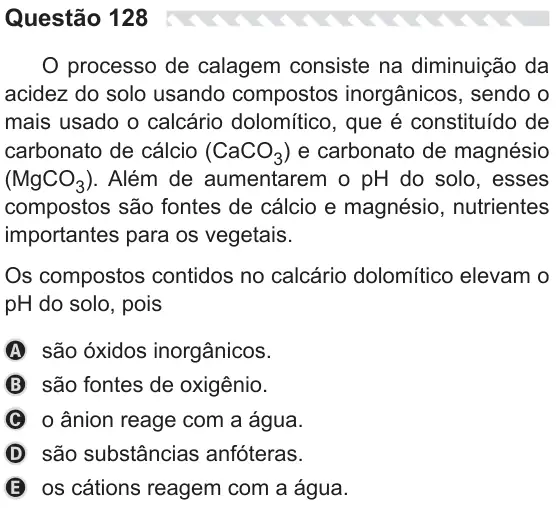 Questão 128
O processo de calagem consiste na diminuição da
acidez do solo usando compostos inorgânicos, sendo o
mais usado o calcário dolomítico, que é constituído de
carbonato de cálcio (CaCO₃) e carbonato de magnésio
(MgCO₃). Além de aumentarem o pH do solo, esses
compostos são fontes de cálcio e magnésio, nutrientes
importantes para os vegetais.
Os compostos contidos no calcário dolomítico elevam o
pH do solo, pois
A são óxidos inorgânicos.
B são fontes de oxigênio.
C o ânion reage com a água.
D são substâncias anfóteras.
E os cátions reagem com a água.